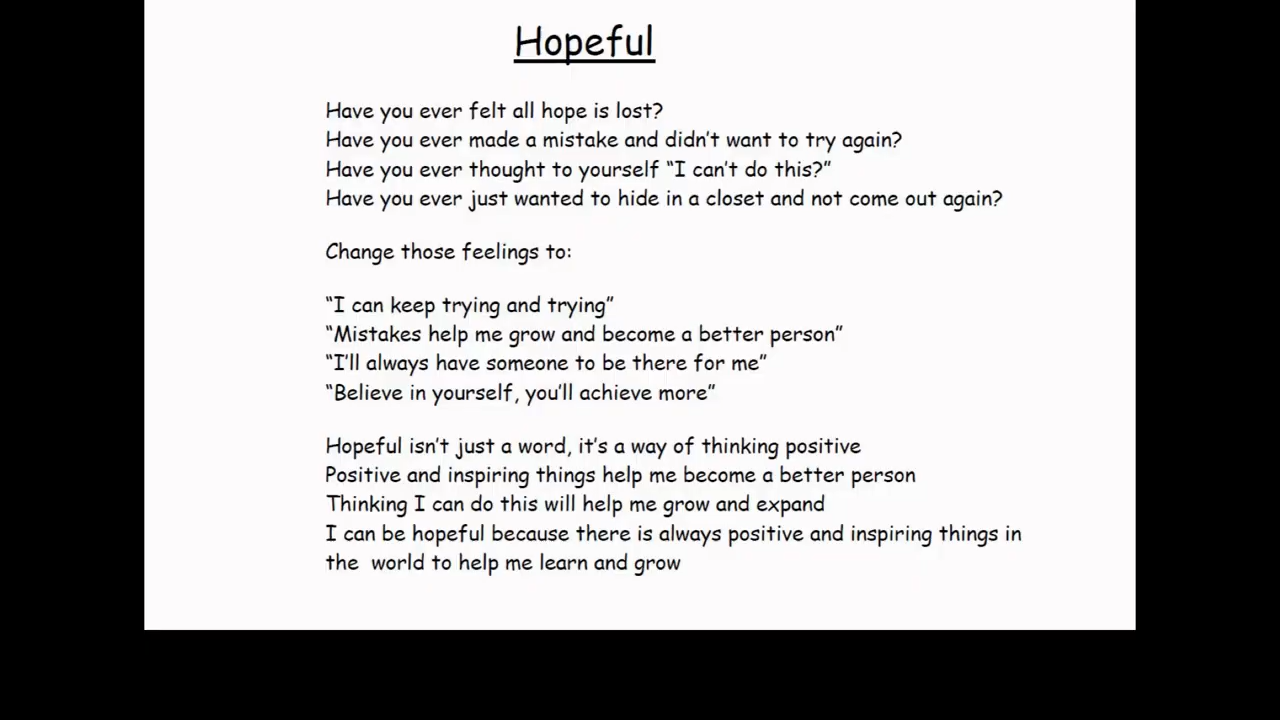 Hopeful
Have you ever felt all hope is lost?
Have you ever made a mistake and didn't want to try again?
Have you ever thought to yourself “I can't do this?”
Have you ever just wanted to hide in a closet and not come out again?
Change those feelings to:
“I can keep trying and trying”
“Mistakes help me grow and become a better person”
“I'll always have someone to be there for me”
“Believe in yourself, you'll achieve more”
Hopeful isn't just a word, it's a way of thinking positive
Positive and inspiring things help me become a better person
Thinking I can do this will help me grow and expand
I can be hopeful because there is always positive and inspiring things in
the  world to help me learn and grow